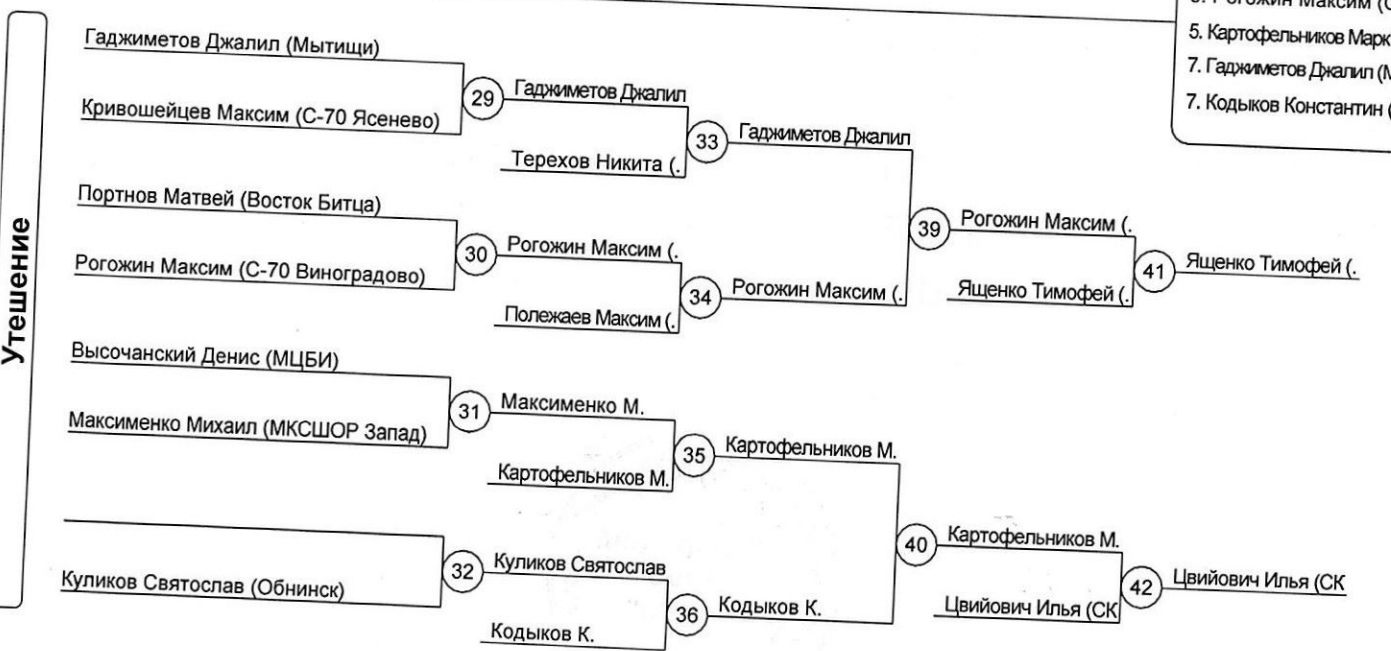 Рогожин Максим
5. Картофельников Марк
7. Гаджиметов Джалил
7. Кодыков Константин
Утешение
Гаджиметов Джалил (Мытищи)
Кривошейцев Максим (С-70 Ясенево)
29
Гаджиметов Джалил
Терехов Никита (.
33
Гаджиметов Джалил
Портнов Матвей (Восток Битца)
Рогожин Максим (С-70 Виноградово)
30
Рогожин Максим (.
Полежаев Максим (.
34
Рогожин Максим (.
39
Рогожин Максим (.
Ященко Тимофей (.
41
Ященко Тимофей (.
Высочанский Денис (МЦБИ)
Максименко Михаил (МКСШОР Запад)
31
Максименко М.
Картофельников М.
35
Картофельников М.
Куликов Святослав (Обнинск)
32
Куликов Святослав
Кодыков К.
36
Кодыков К.
40
Картофельников М.
Цвийович Илья (СК
42
Цвийович Илья (СК